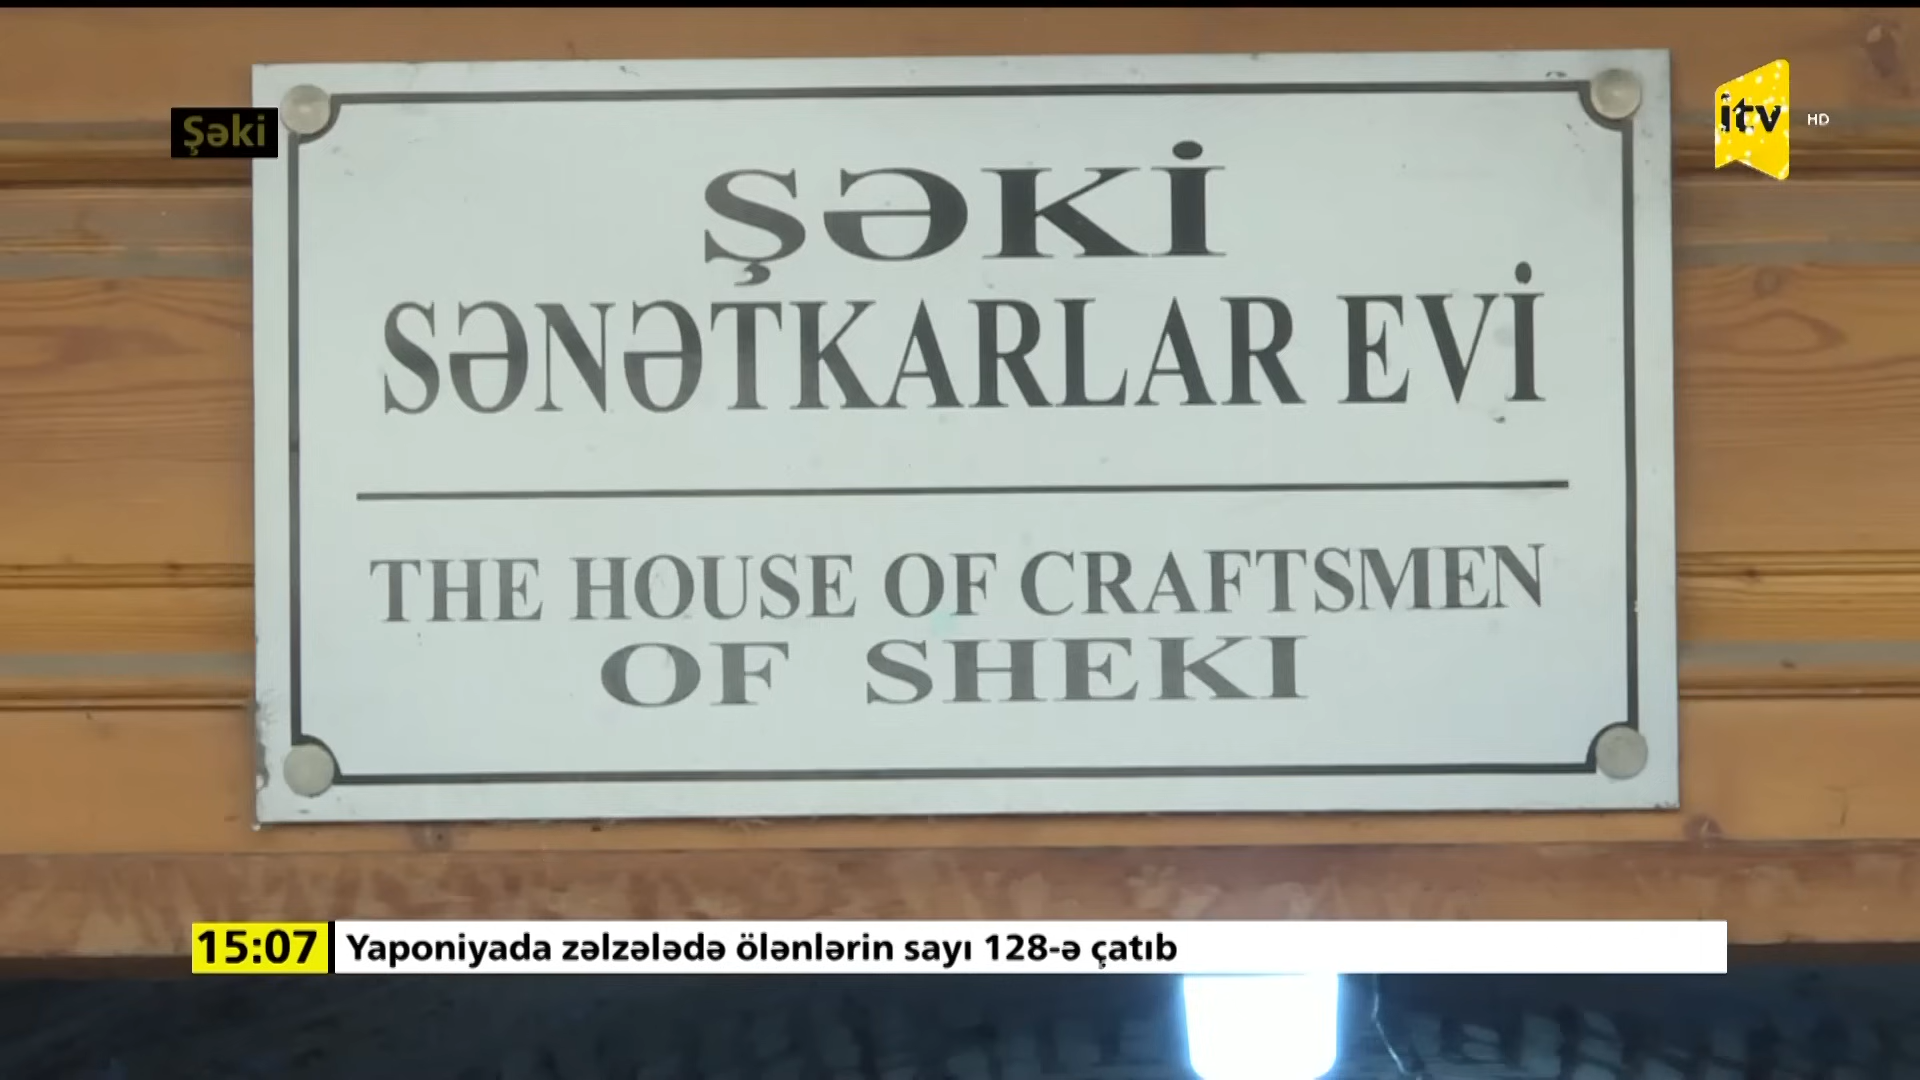 Şəki
itv HD
ŞƏKİ
SƏNƏTKARLAR EVİ
THE HOUSE OF CRAFTSMEN
OF SHEKI
15:07 Yaponiyada zəlzələdə ölənlərin sayı 128-ə çatıb